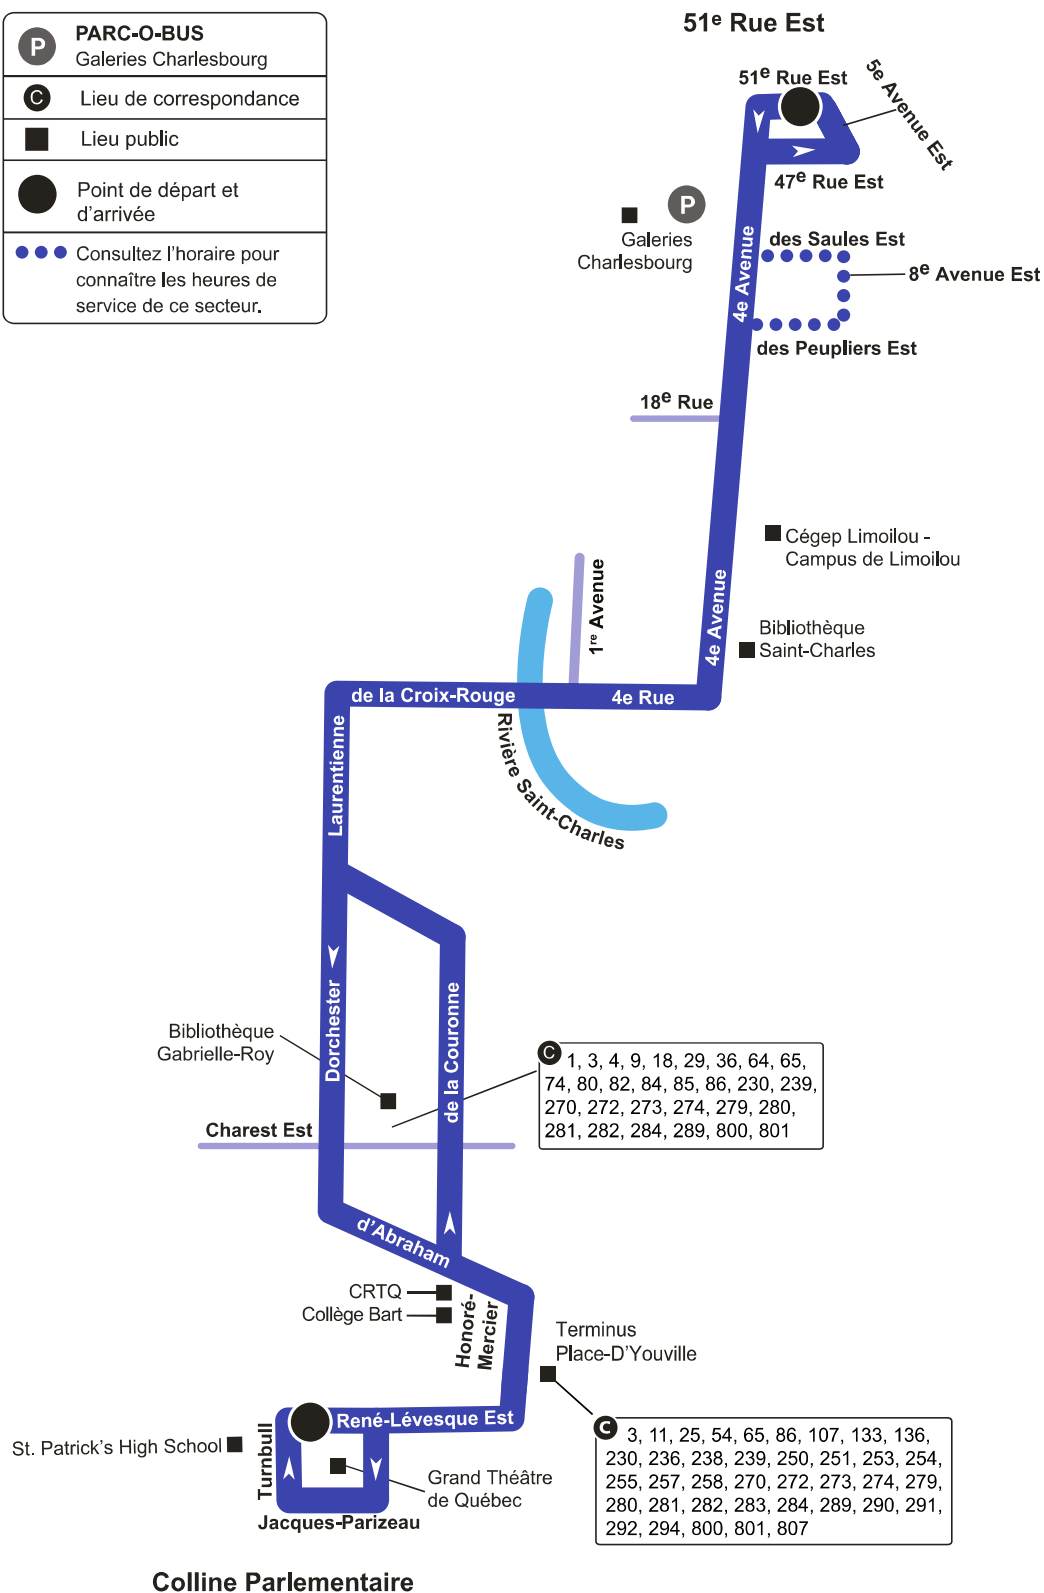 51e Rue Est
P
PARC-O-BUS
Galeries Charlesbourg
C
Lieu de correspondance
Lieu public
Point de départ et
d'arrivée
Consultez l'horaire pour
connaître les heures de
service de ce secteur.
51e Rue Est
5e Avenue Est
47e Rue Est
P
Galeries
Charlesbourg
4e Avenue
des Saules Est
8e Avenue Est
des Peupliers Est
18e Rue
Cégep Limoilou -
Campus de Limoilou
1re Avenue
4e Avenue
Bibliothèque
Saint-Charles
de la Croix-Rouge
4e Rue
Laurentienne
Rivière Saint-Charles
Dorchester
de la Couronne
Bibliothèque
Gabrielle-Roy
C
1, 3, 4, 9, 18, 29, 36, 64, 65,
74, 80, 82, 84, 85, 86, 230, 239,
270, 272, 273, 274, 279, 280,
281, 282, 284, 289, 800, 801
Charest Est
d'Abraham
CRTQ
Collège Bart
Honoré-
Mercier
Terminus
Place-D'Youville
René-Lévesque Est
Turnbull
St. Patrick's High School
Grand Théâtre
de Québec
Jacques-Parizeau
C
3, 11, 25, 54, 65, 86, 107, 133, 136,
230, 236, 238, 239, 250, 251, 253, 254,
255, 257, 258, 270, 272, 273, 274, 279,
280, 281, 282, 283, 284, 289, 290, 291,
292, 294, 800, 801, 807
Colline Parlementaire